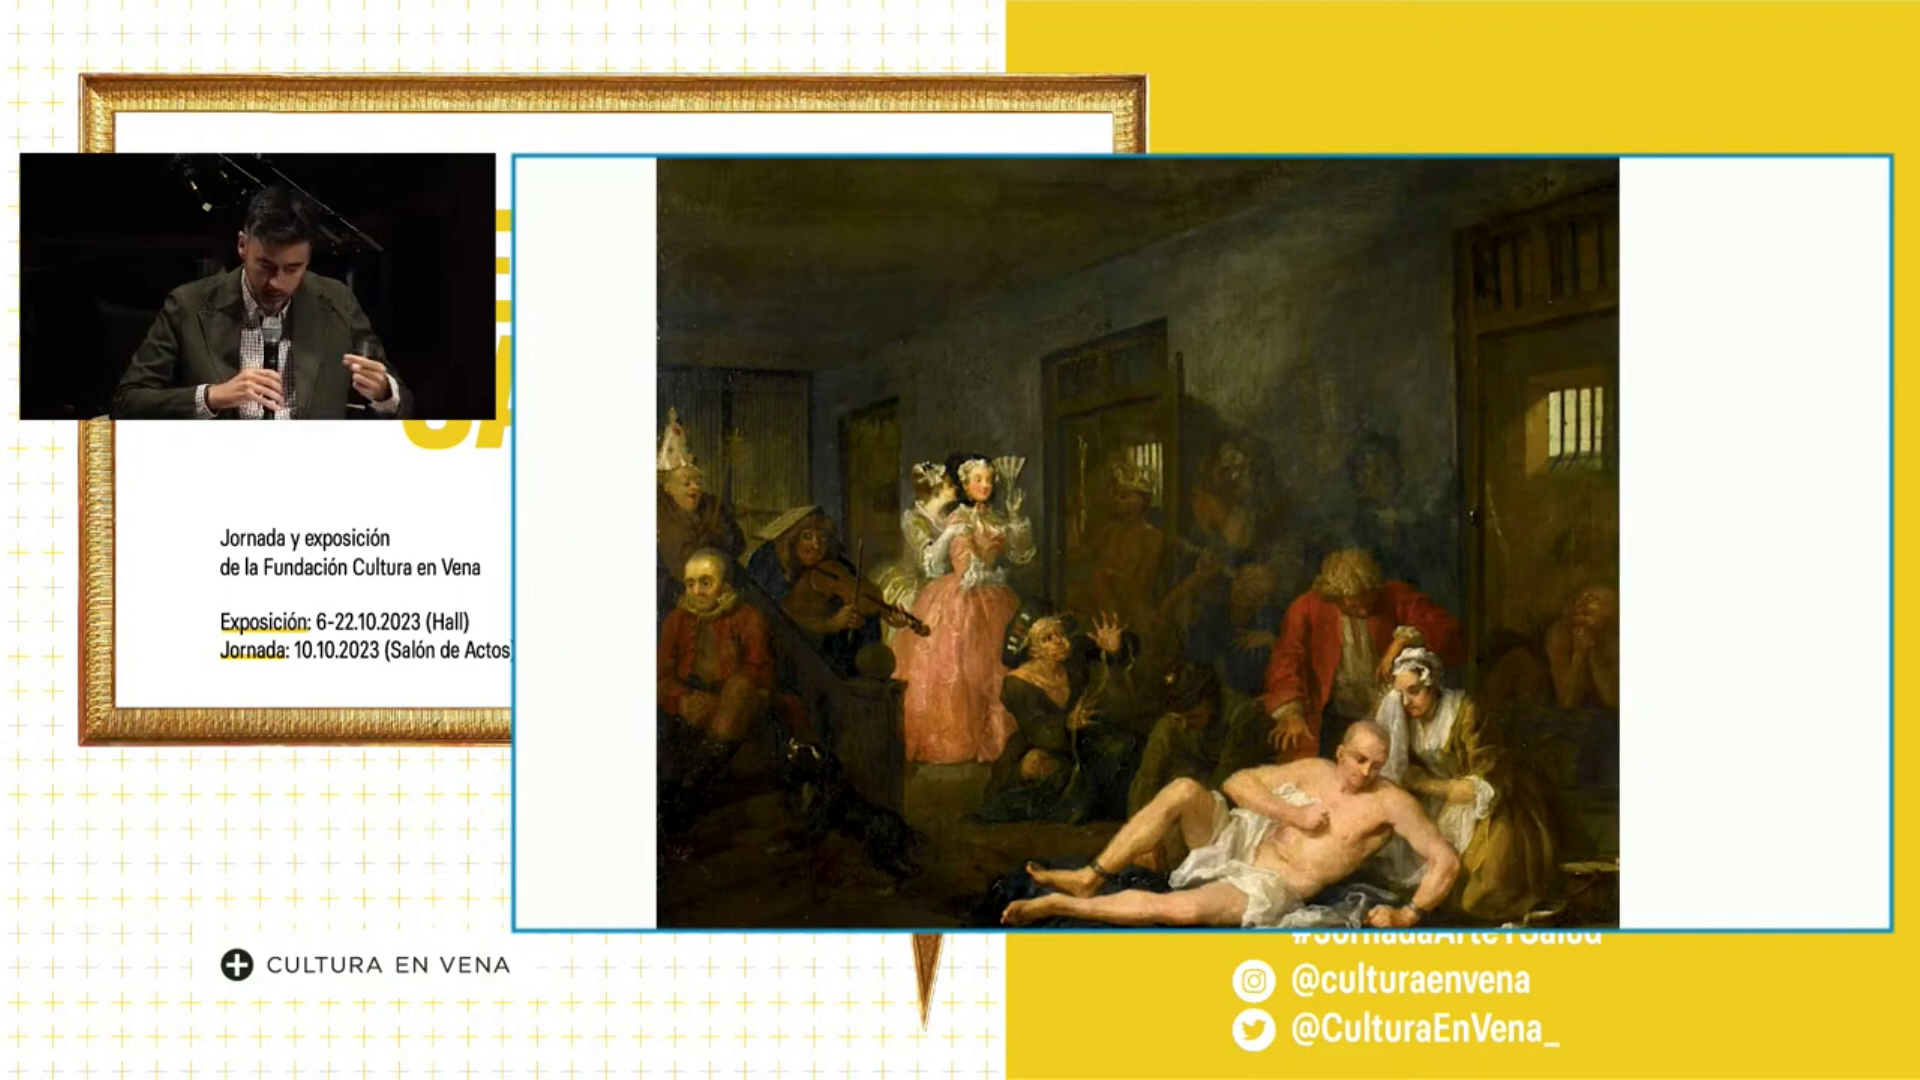 Jornada y exposición
de la Fundación Cultura en Vena
Exposición: 6-22.10.2023 (Hall)
Jornada: 10.10.2023 (Salón de Actos)
CULTURA EN VENA
#JornadaArteYSalud
@culturaenvena
@CulturaEnVena_